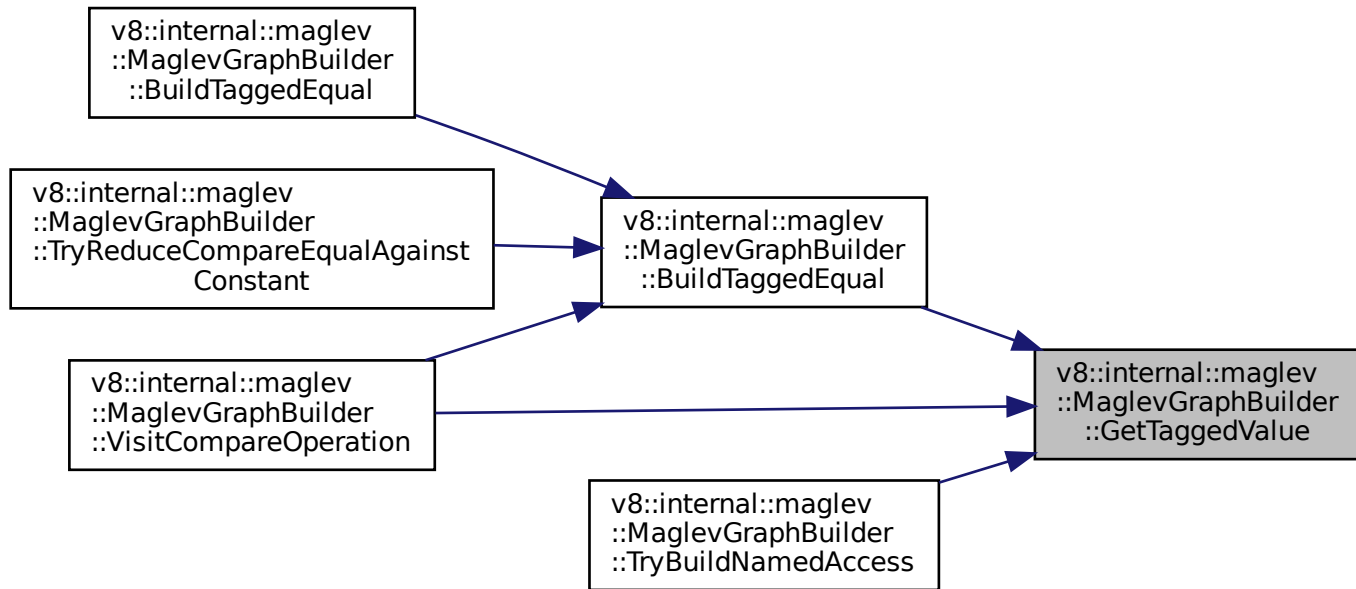 v8::internal::maglev
::MaglevGraphBuilder
::BuildTaggedEqual
v8::internal::maglev
::MaglevGraphBuilder
::TryReduceCompareEqualAgainst
Constant
v8::internal::maglev
::MaglevGraphBuilder
::BuildTaggedEqual
v8::internal::maglev
::MaglevGraphBuilder
::VisitCompareOperation
v8::internal::maglev
::MaglevGraphBuilder
::GetTaggedValue
v8::internal::maglev
::MaglevGraphBuilder
::TryBuildNamedAccess